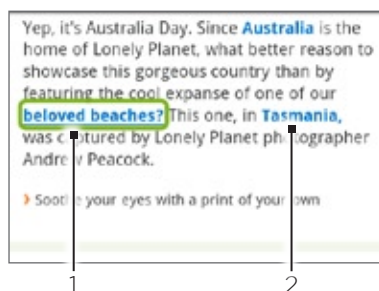 Yep, it's Australia Day. Since Australia is the
home of Lonely Planet, what better reason to
showcase this gorgeous country than by
featuring the cool expanse of one of our
beloved beaches? This one, in Tasmania,
was captured by Lonely Planet photographer
Andrew Peacock.
› Soothe your eyes with a print of your own
1 2